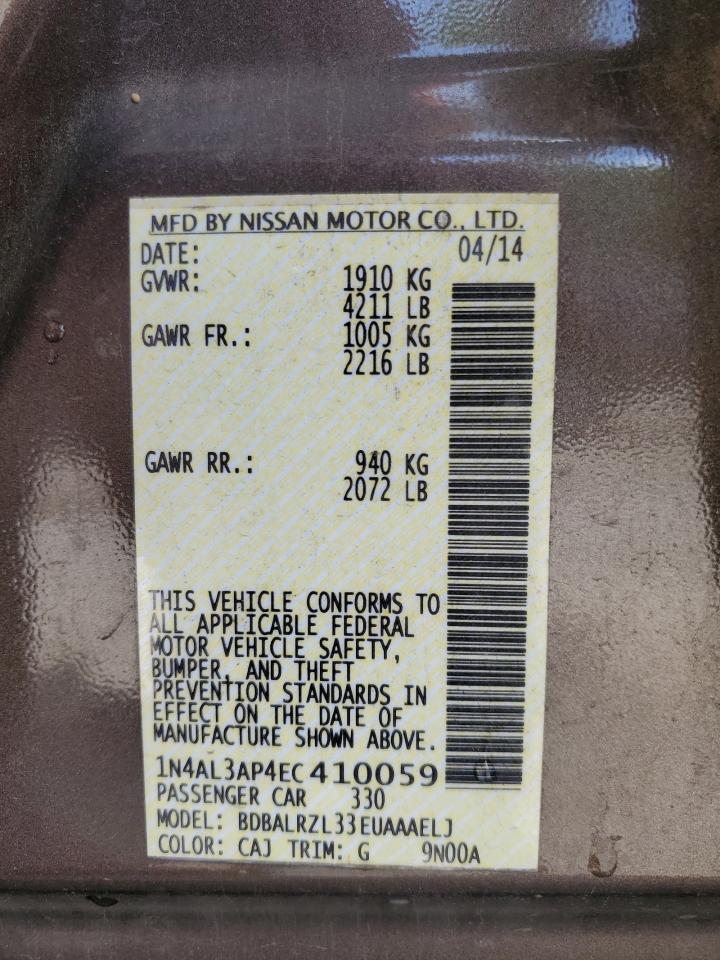 MFD BY NISSAN MOTOR CO., LTD.
DATE: 04/14
GVWR: 1910 KG
4211 LB
GAWR FR.: 1005 KG
2216 LB
GAWR RR.: 940 KG
2072 LB
THIS VEHICLE CONFORMS TO
ALL APPLICABLE FEDERAL
MOTOR VEHICLE SAFETY,
BUMPER, AND THEFT
PREVENTION STANDARDS IN
EFFECT ON THE DATE OF
MANUFACTURE SHOWN ABOVE.
1N4AL3AP4EC410059
PASSENGER CAR 330
MODEL: BDBALRZL33EUAAAELJ
COLOR: CAJ TRIM: G 9N00A